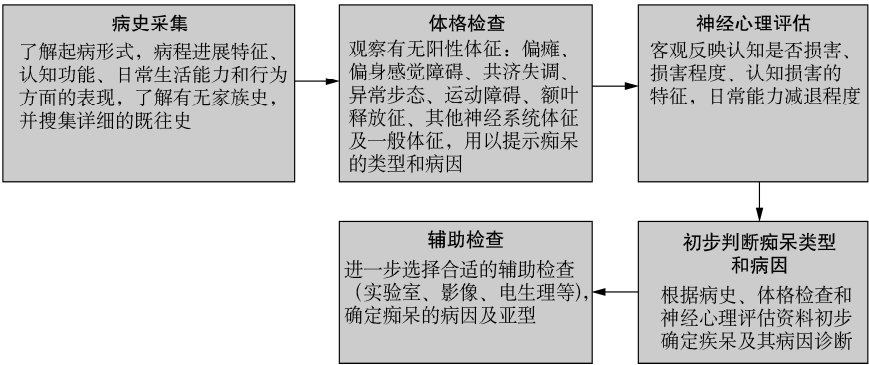 病史采集
了解起病形式，病程进展特征、
认知功能、日常生活能力和行为
方面的表现，了解有无家族史，
并搜集详细的既往史
体格检查
观察有无阳性体征：偏瘫、
偏身感觉障碍、共济失调、
异常步态、运动障碍、额叶
释放征、其他神经系统体征
及一般体征，用以提示痴呆
的类型和病因
神经心理评估
客观反映认知是否损害、
损害程度、认知损害的
特征，日常能力减退程度
初步判断痴呆类型
和病因
根据病史、体格检查和
神经心理评估资料初步
确定疾呆及其病因诊断
辅助检查
进一步选择合适的辅助检查
（实验室、影像、电生理等），
确定痴呆的病因及亚型